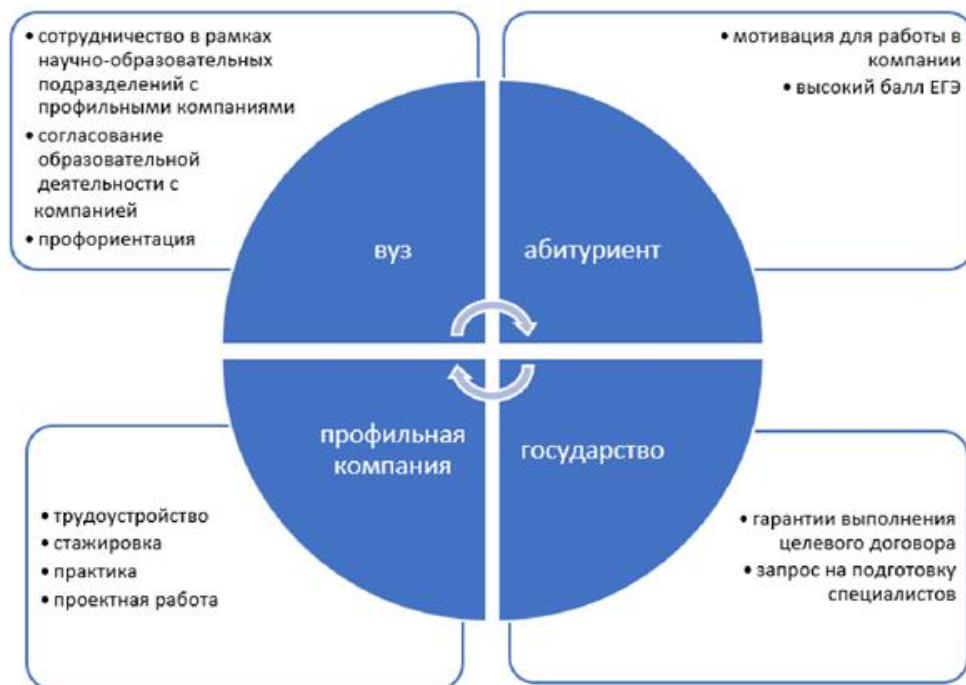 • сотрудничество в рамках
научно-образовательных
подразделений с
профильными компаниями
• согласование
образовательной
деятельности с
компанией
• профориентация
• мотивация для работы в
компании
• высокий балл ЕГЭ
вуз
абитуриент
профильная
компания
государство
• трудоустройство
• стажировка
• практика
• проектная работа
• гарантии выполнения
целевого договора
• запрос на подготовку
специалистов